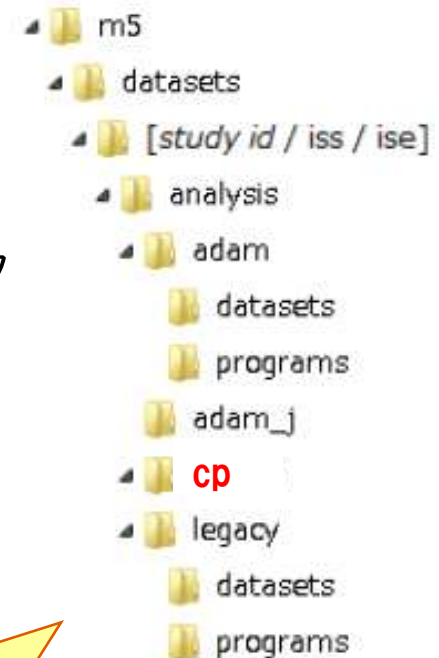 m5
datasets
[study id / iss / ise]
analysis
adam
datasets
programs
adam_j
cp
legacy
datasets
programs